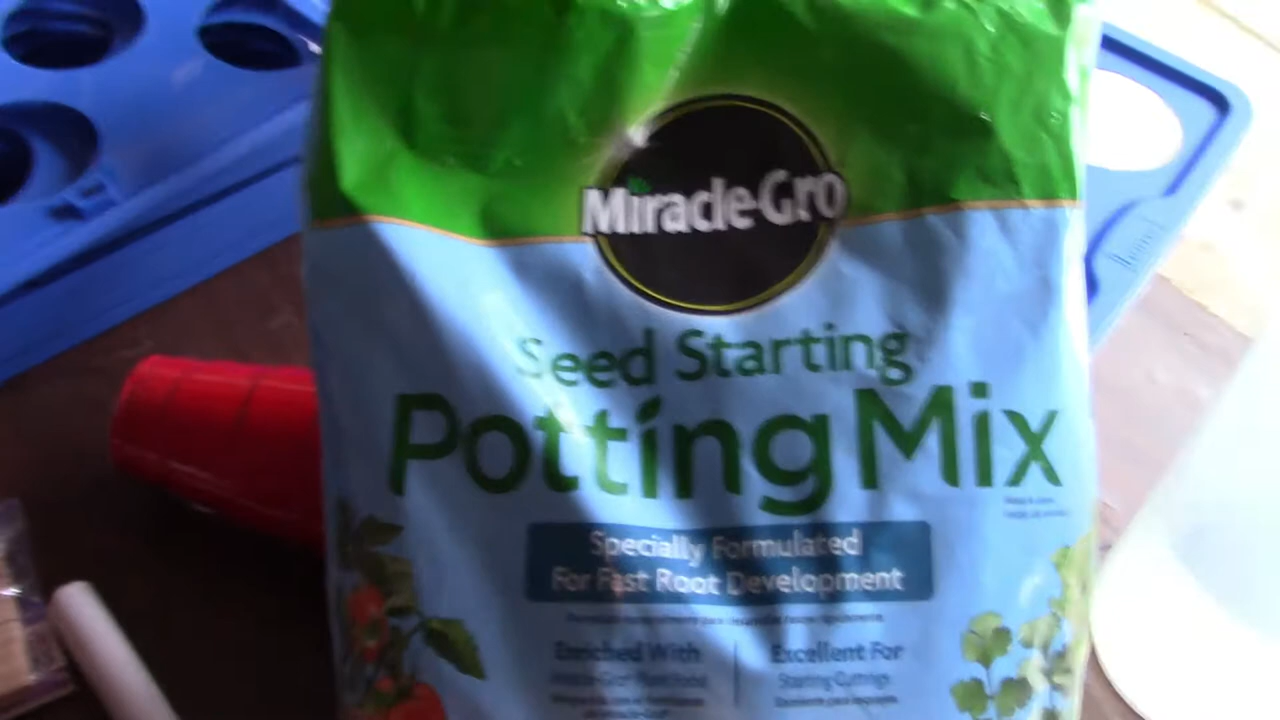 Miracle-Gro
Seed Starting
Potting Mix
Specially Formulated
For Fast Root Development
Enriched With
Excellent For
Starting Cuttings